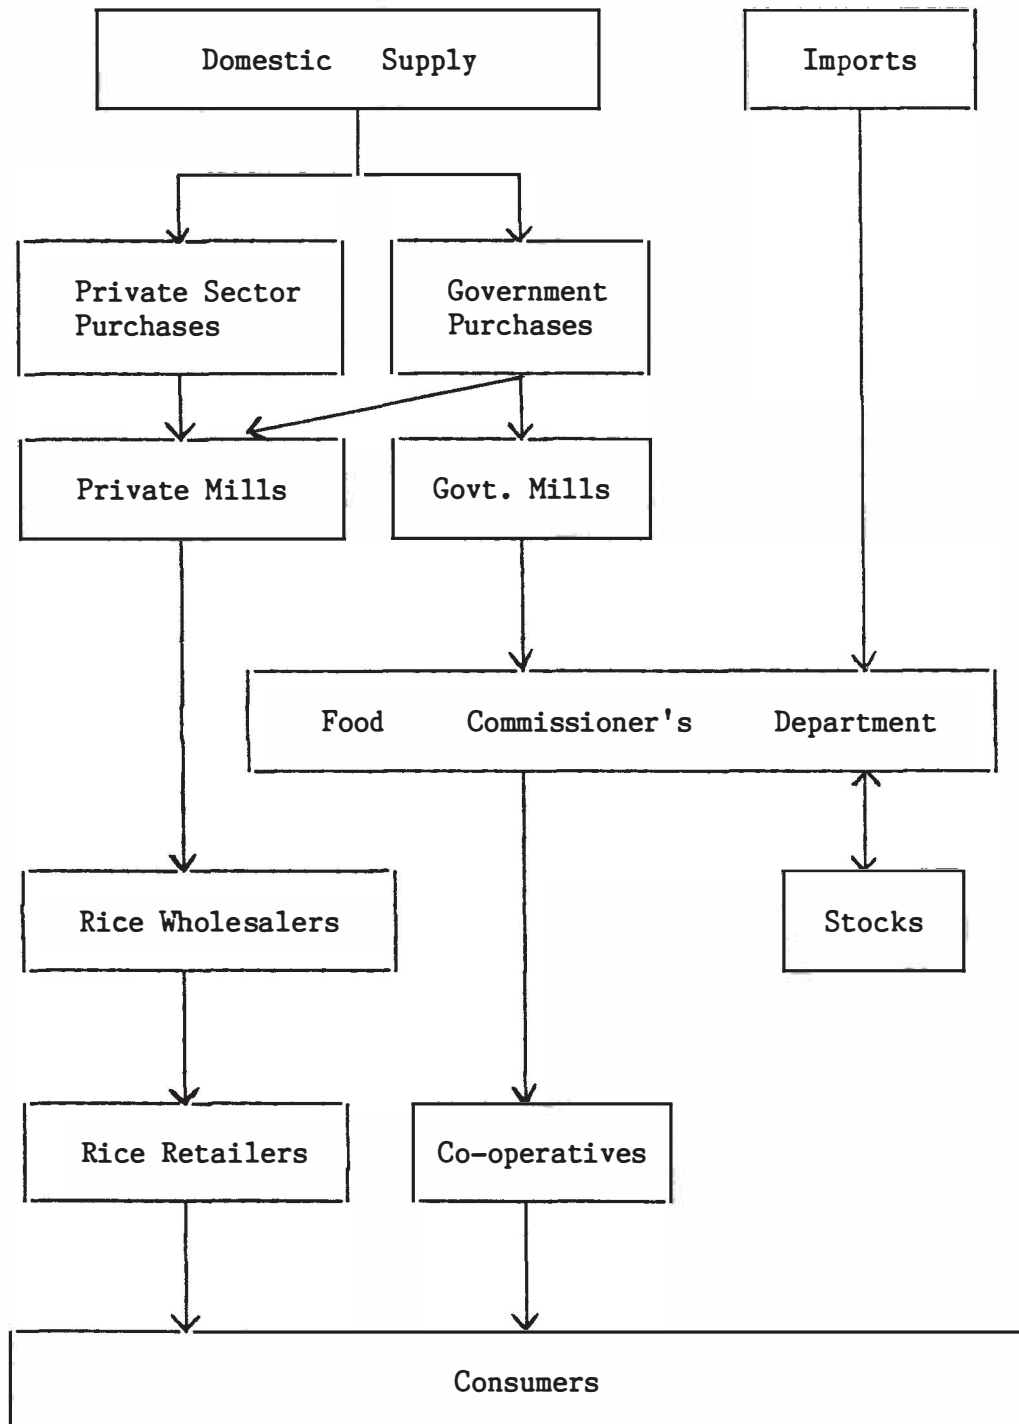 Domestic Supply
Imports
Private Sector
Purchases
Government
Purchases
Private Mills
Govt. Mills
Food Commissioner's Department
Rice Wholesalers
Stocks
Rice Retailers
Co-operatives
Consumers